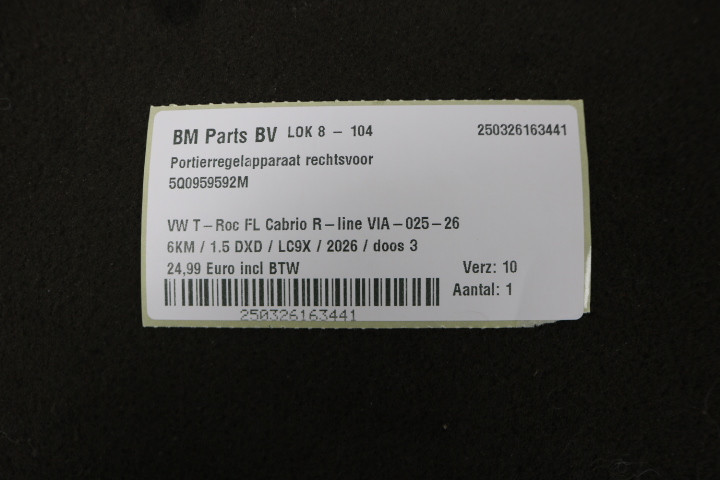 BM Parts BV LOK 8 - 104 250326163441
Portierregelapparaat rechtsvoor
5Q0959592M
VW T-Roc FL Cabrio R-line VIA-025-26
6KM / 1.5 DXD / LC9X / 2026 / doos 3
24,99 Euro incl BTW Verz: 10
Aantal: 1
250326163441